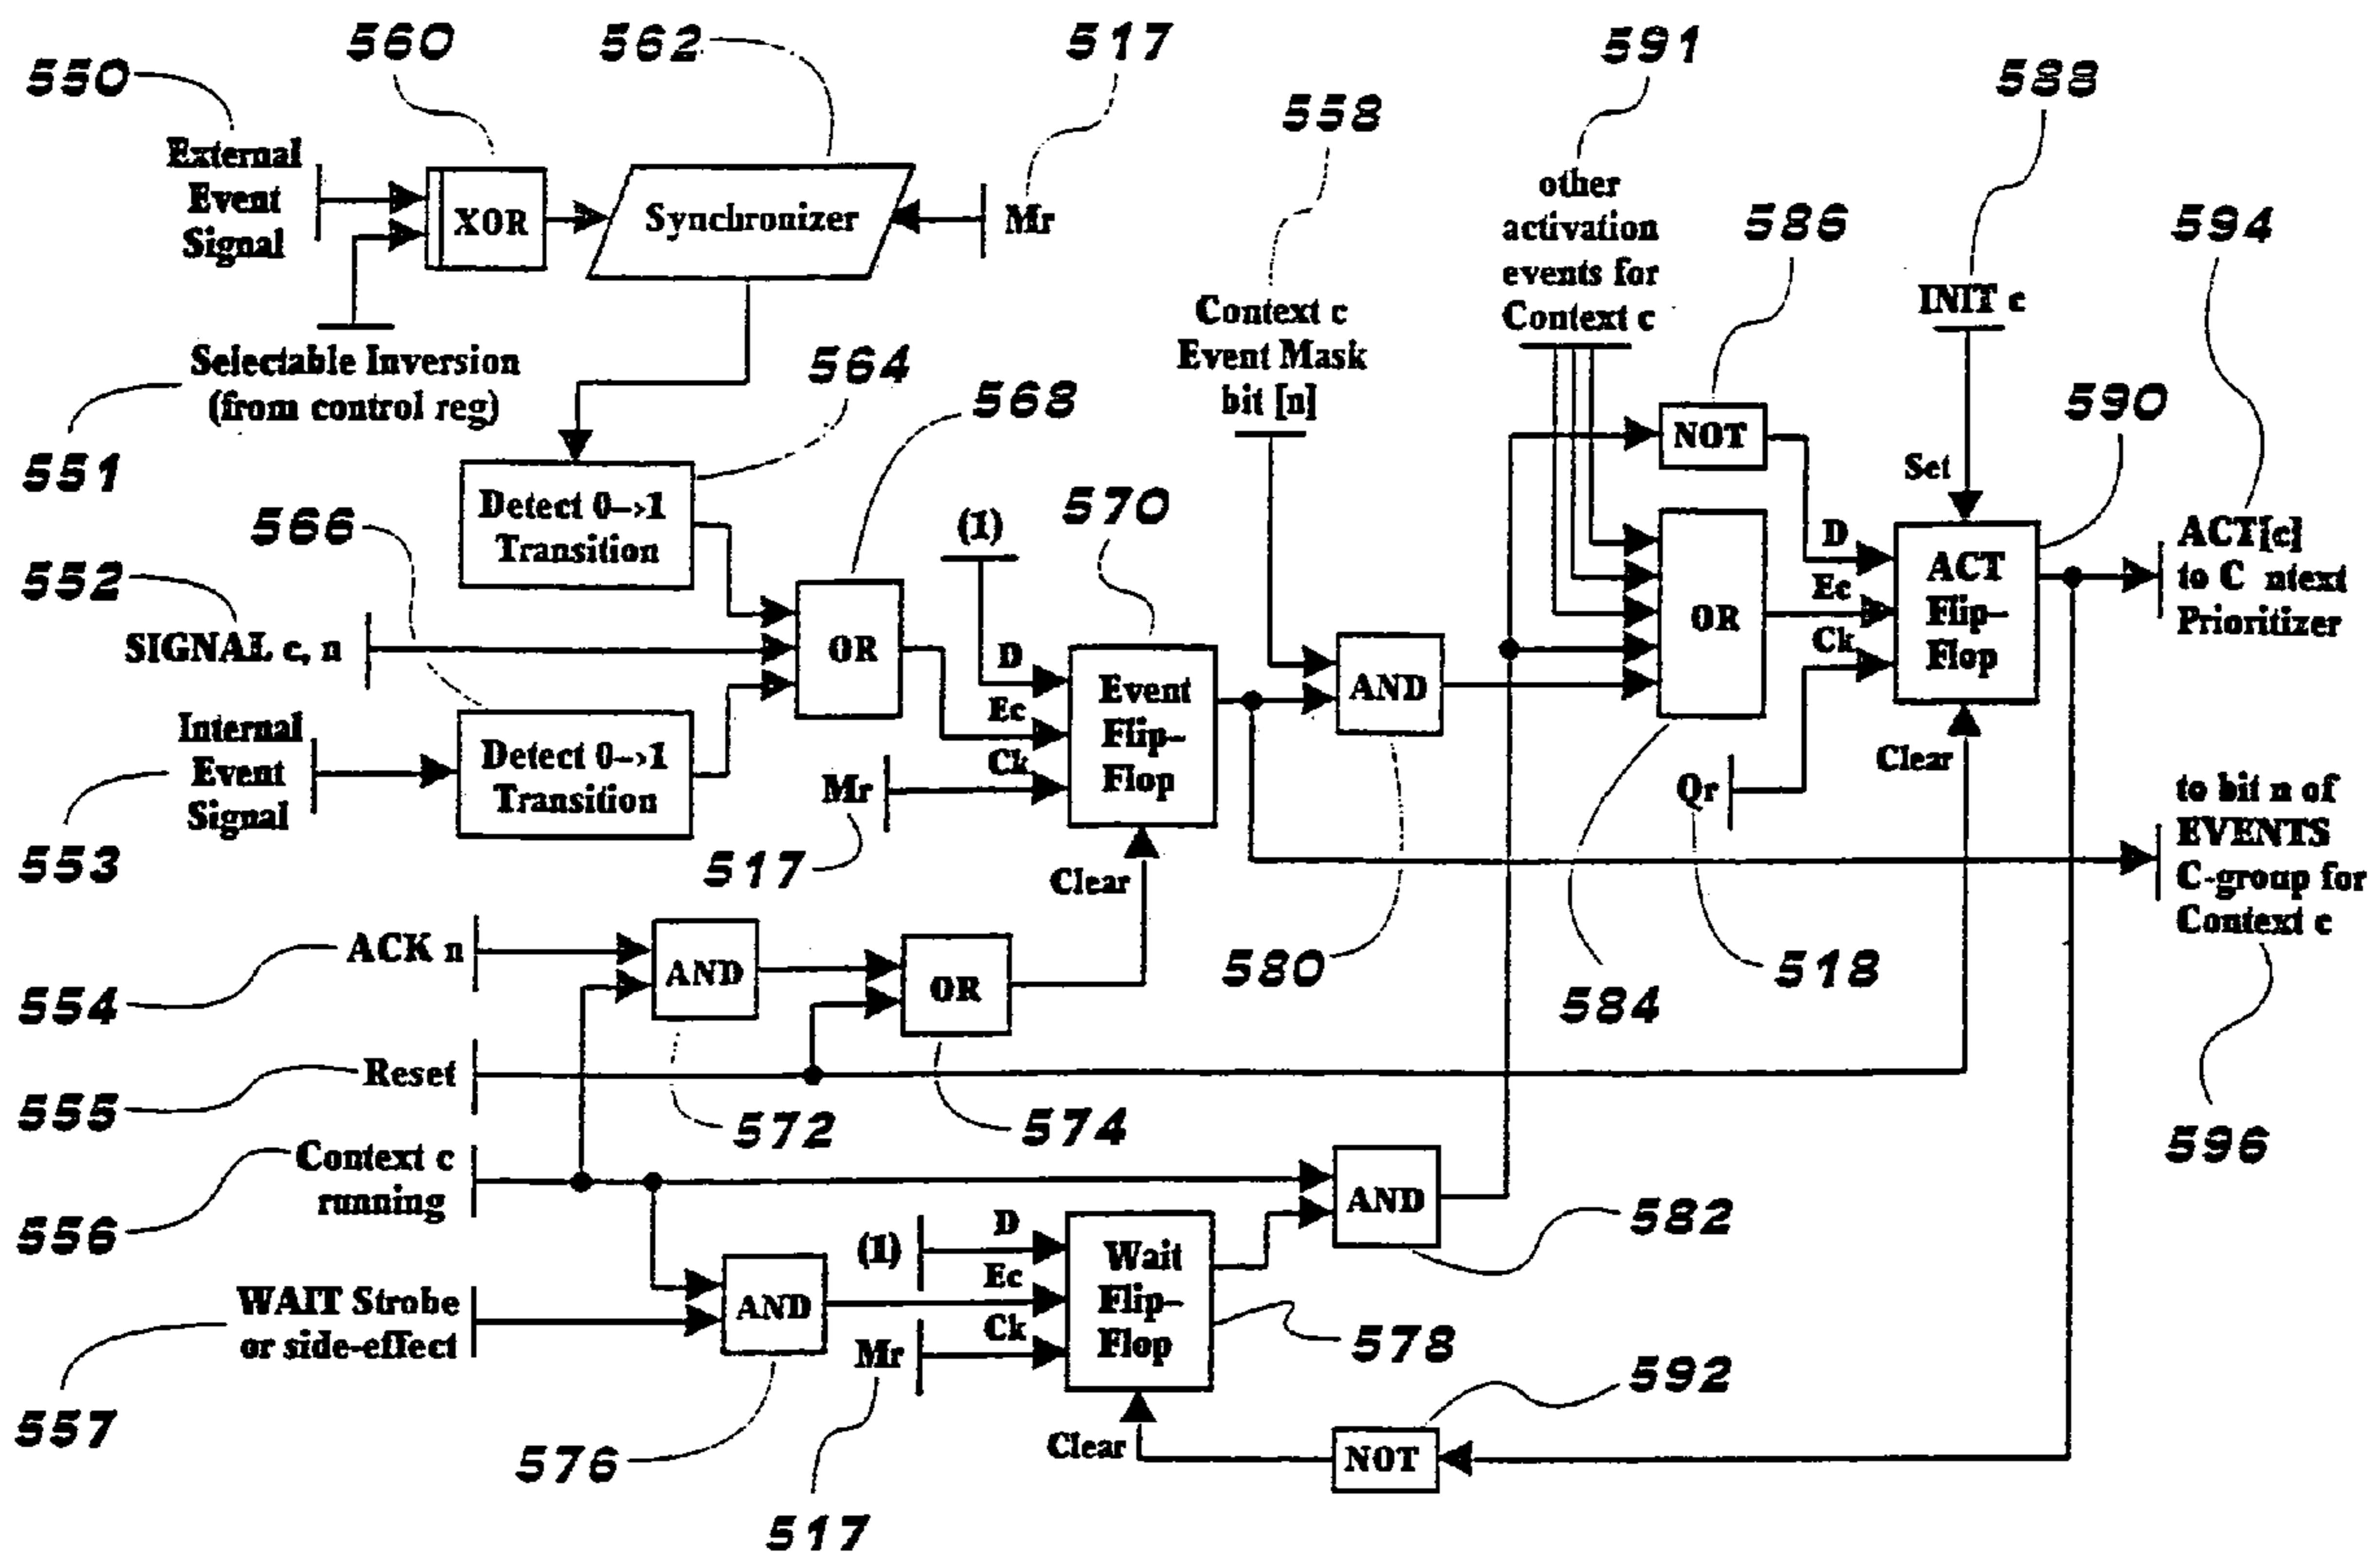 550
560
562
517
591
588
558
External
Event
Signal
XOR
Synchronizer
Mr
other
activation
events for
Context c
586
594
INIT c
Selectable Inversion
(from control reg)
564
568
Context c
Event Mask
bit [n]
590
551
NOT
Set
Detect 0->1
Transition
566
(1)
570
D
ACT
Flip-
Flop
ACT[c]
to C ntext
Prioritizer
552
SIGNAL c, n
OR
D
Ec
Ck
Event
Flip-
Flop
AND
OR
Ec
Ck
Internal
Event
Signal
Detect 0->1
Transition
Mr
Qr
Clear
to bit n of
EVENTS
C-group for
Context c
553
517
Clear
ACK n
AND
OR
580
584
518
554
Reset
555
572
574
596
Context c
running
AND
582
556
(1)
D
Ec
Ck
Wait
Flip-
Flop
WAIT Strobe
or side-effect
AND
Mr
578
592
557
576
Clear
NOT
517